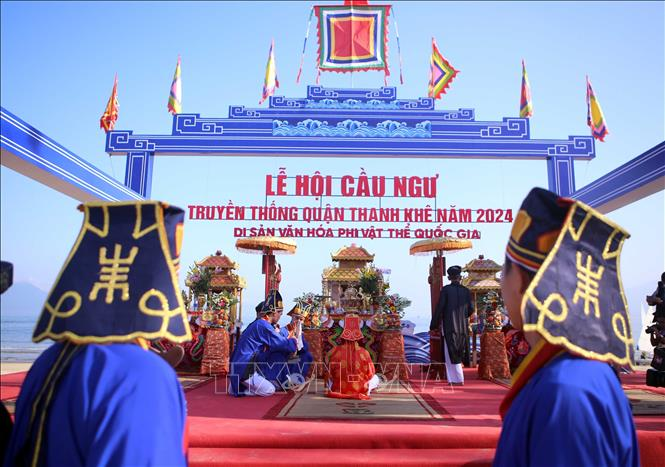 LỄ HỘI CẦU NGƯ
TRUYỀN THỐNG QUẬN THANH KHÊ NĂM 2024
DI SẢN VĂN HÓA PHI VẬT THỂ QUỐC GIA
TTXVN